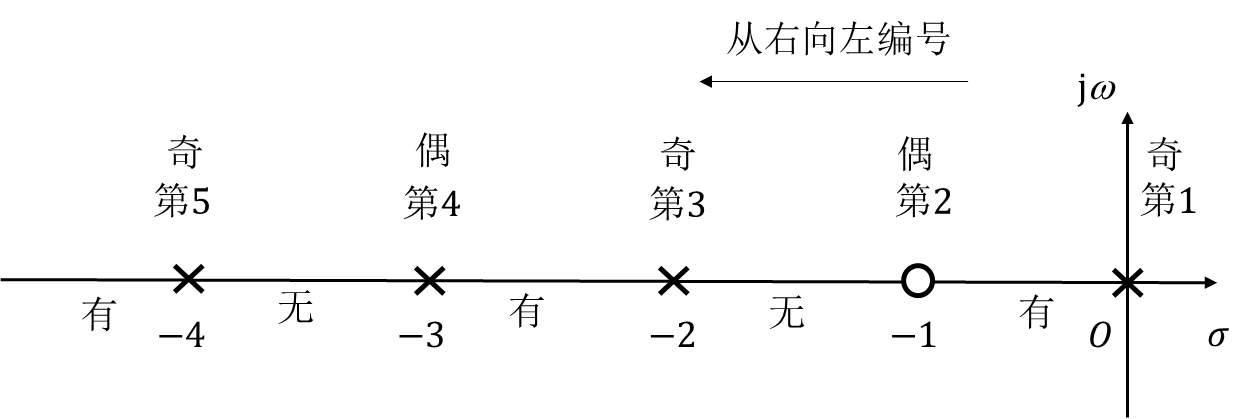 从右向左编号
jω
奇 偶 奇 偶 奇
第5 第4 第3 第2 第1
有 无 有 无 有
−4 −3 −2 −1 O σ